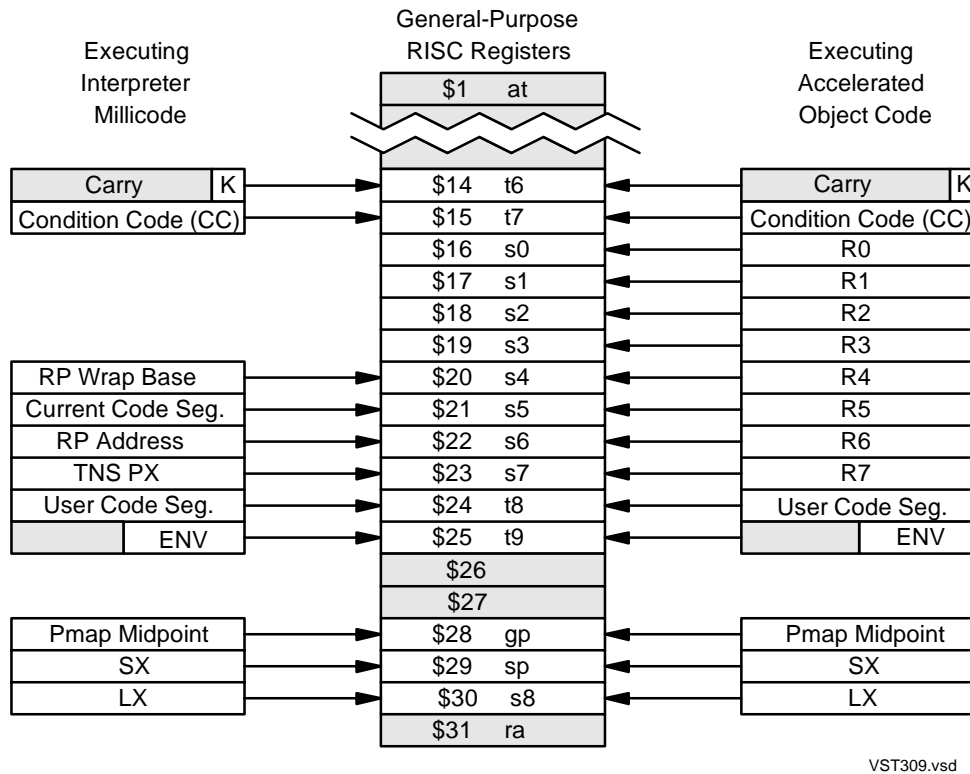 General-Purpose
RISC Registers
Executing
Interpreter
Millicode
Executing
Accelerated
Object Code
$1 at
Carry K $14 t6 Carry K
Condition Code (CC) $15 t7 Condition Code (CC)
$16 s0 R0
$17 s1 R1
$18 s2 R2
$19 s3 R3
RP Wrap Base $20 s4 R4
Current Code Seg. $21 s5 R5
RP Address $22 s6 R6
TNS PX $23 s7 R7
User Code Seg. $24 t8 User Code Seg.
ENV $25 t9 ENV
$26
$27
Pmap Midpoint $28 gp Pmap Midpoint
SX $29 sp SX
LX $30 s8 LX
$31 ra
VST309.vsd